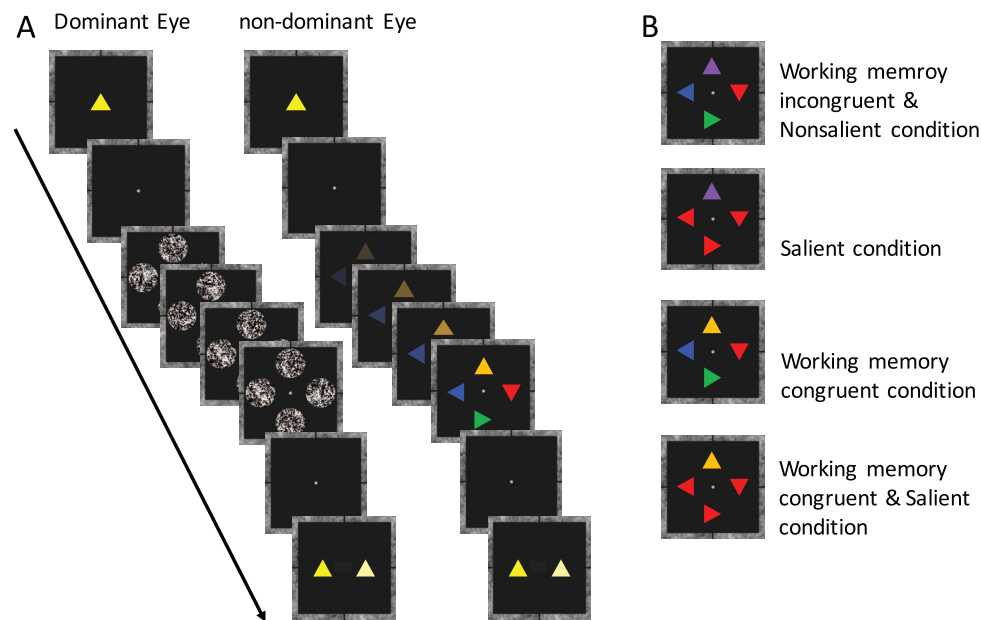 A
Dominant Eye
non-dominant Eye
B
Working memroy
incongruent &
Nonsalient condition
Salient condition
Working memory
congruent condition
Working memory
congruent & Salient
condition